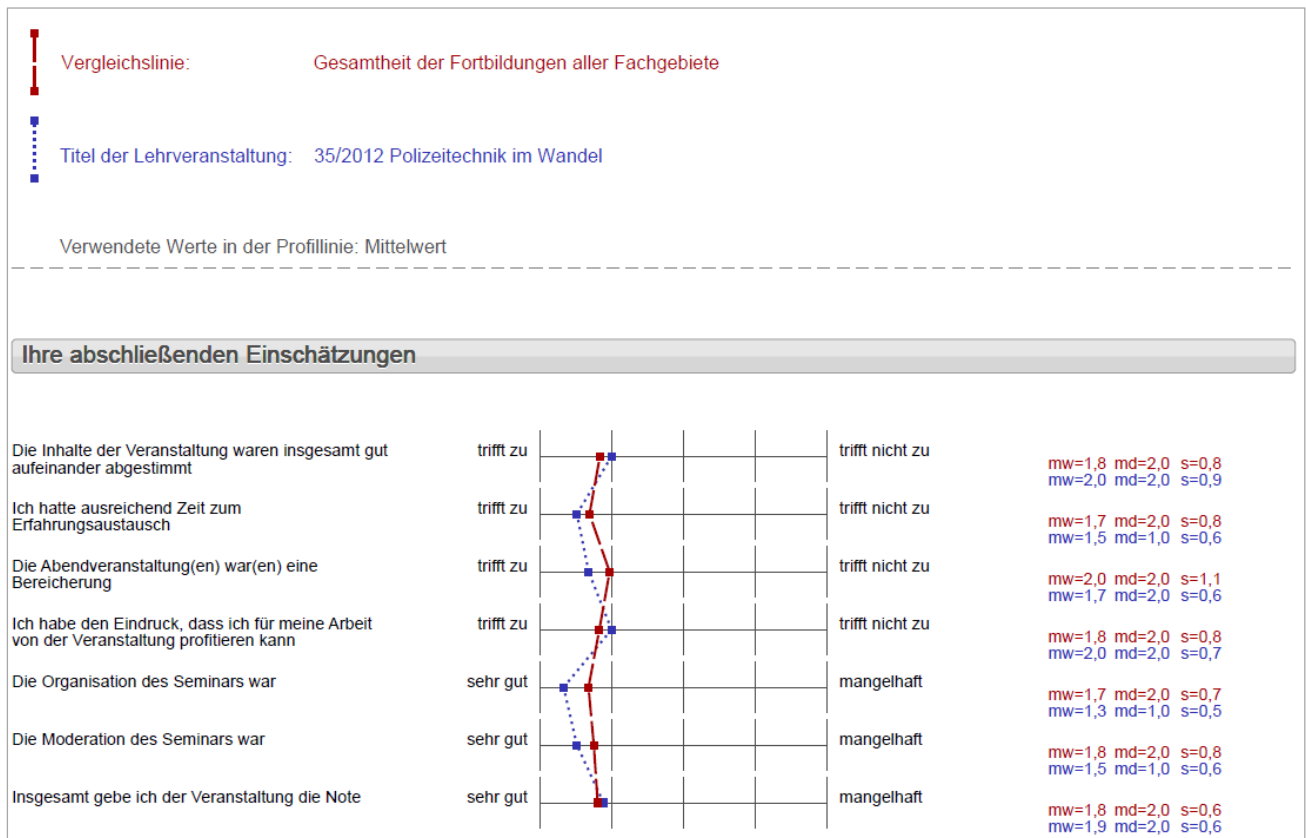 Vergleichslinie: Gesamtheit der Fortbildungen aller Fachgebiete
Titel der Lehrveranstaltung: 35/2012 Polizeitechnik im Wandel
Verwendete Werte in der Profillinie: Mittelwert
Ihre abschließenden Einschätzungen
Die Inhalte der Veranstaltung waren insgesamt gut
aufeinander abgestimmt
trifft zu
trifft nicht zu
mw=1,8 md=2,0 s=0,8
mw=2,0 md=2,0 s=0,9
Ich hatte ausreichend Zeit zum
Erfahrungsaustausch
trifft zu
trifft nicht zu
mw=1,7 md=2,0 s=0,8
mw=1,5 md=1,0 s=0,6
Die Abendveranstaltung(en) war(en) eine
Bereicherung
trifft zu
trifft nicht zu
mw=2,0 md=2,0 s=1,1
mw=1,7 md=2,0 s=0,6
Ich habe den Eindruck, dass ich für meine Arbeit
von der Veranstaltung profitieren kann
trifft zu
trifft nicht zu
mw=1,8 md=2,0 s=0,8
mw=2,0 md=2,0 s=0,7
Die Organisation des Seminars war
sehr gut
mangelhaft
mw=1,7 md=2,0 s=0,7
mw=1,3 md=1,0 s=0,5
Die Moderation des Seminars war
sehr gut
mangelhaft
mw=1,8 md=2,0 s=0,8
mw=1,5 md=1,0 s=0,6
Insgesamt gebe ich der Veranstaltung die Note
sehr gut
mangelhaft
mw=1,8 md=2,0 s=0,6
mw=1,9 md=2,0 s=0,6